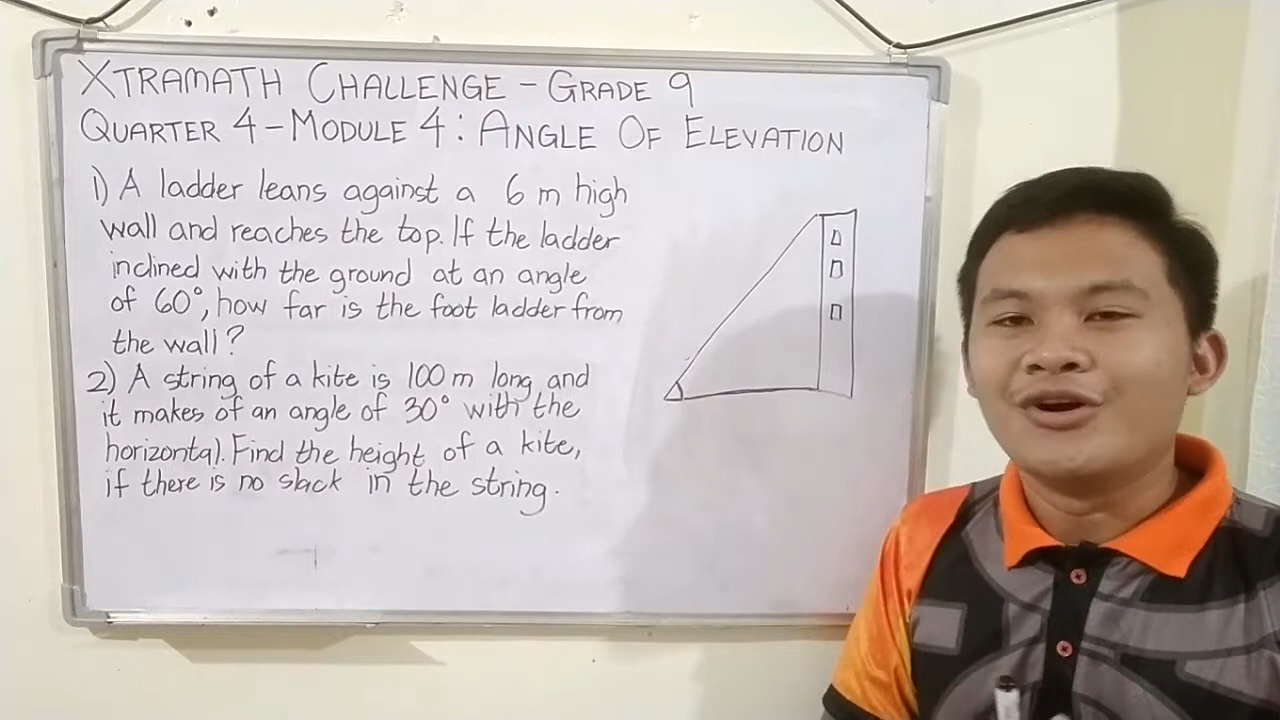 XTRAMATH CHALLENGE - GRADE 9
QUARTER 4 - MODULE 4 : ANGLE OF ELEVATION
1) A ladder leans against a 6 m high
wall and reaches the top. If the ladder
inclined with the ground at an angle
of 60°, how far is the foot ladder from
the wall?
2) A string of a kite is 100 m long and
it makes of an angle of 30° with the
horizontal. Find the height of a kite,
if there is no slack in the string.